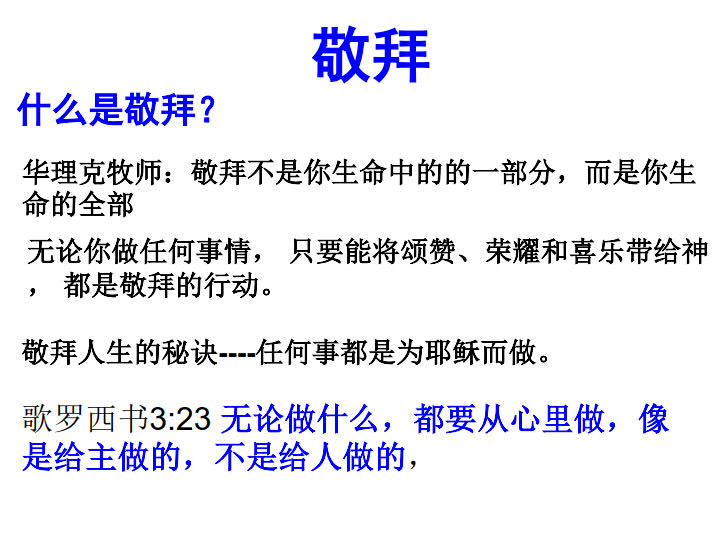 敬拜
什么是敬拜？
华理克牧师：敬拜不是你生命中的的一部分，而是你生
命的全部
无论你做任何事情， 只要能将颂赞、荣耀和喜乐带给神
， 都是敬拜的行动。
敬拜人生的秘诀----任何事都是为耶稣而做。
歌罗西书3:23 无论做什么，都要从心里做，像
是给主做的，不是给人做的，